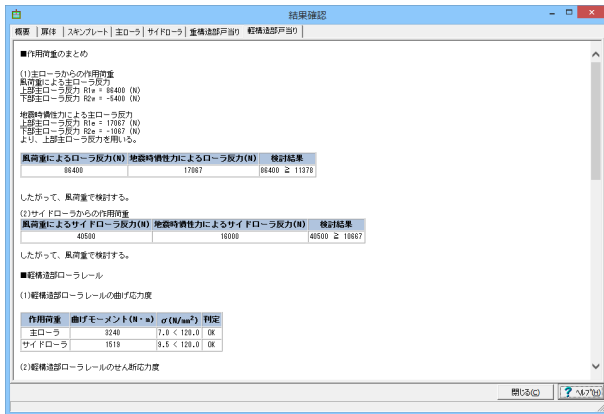 結果確認
概要 扉体 スキンプレート 主ローラ サイドローラ 重構造部戸当り 軽構造部戸当り
■作用荷重のまとめ
(1)主ローラからの作用荷重
風荷重による主ローラ反力
上部主ローラ反力 R1w = 86400 (N)
下部主ローラ反力 R2w = -5400 (N)
地震時慣性力による主ローラ反力
上部主ローラ反力 R1e = 17067 (N)
下部主ローラ反力 R2e = -1067 (N)
より、上部主ローラ反力を用いる。
風荷重によるローラ反力(N) 地震時慣性力によるローラ反力(N) 検討結果
86400 17067 86400 ≧ 11378
したがって、風荷重で検討する。
(2)サイドローラからの作用荷重
風荷重によるサイドローラ反力(N) 地震時慣性力によるサイドローラ反力(N) 検討結果
40500 16000 40500 ≧ 10667
したがって、風荷重で検討する。
■軽構造部ローラレール
(1)軽構造部ローラレールの曲げ応力度
作用荷重 曲げモーメント(N・m) σ(N/mm²) 判定
主ローラ 3240 7.0 < 120.0 OK
サイドローラ 1519 9.5 < 120.0 OK
(2)軽構造部ローラレールのせん断応力度
閉じる(C) ? ヘルプ(H)